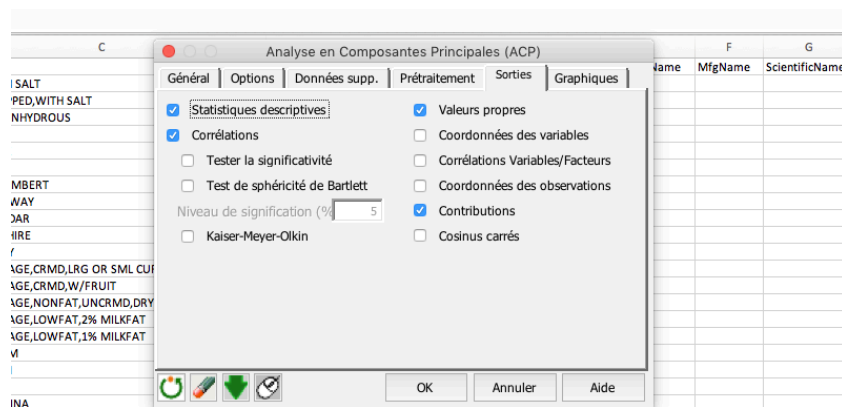 C
F
G
Name
MfgName
ScientificName
SALT
PPED,WITH SALT
NHYDROUS
MBERT
WAY
DAR
HIRE
AGE,CRMD,LRG OR SML CUR
AGE,CRMD,W/FRUIT
AGE,NONFAT,UNCRMD,DRY
AGE,LOWFAT,2% MILKFAT
AGE,LOWFAT,1% MILKFAT
INA
Analyse en Composantes Principales (ACP)
Général
Options
Données supp.
Prétraitement
Sorties
Graphiques
Statistiques descriptives
Corrélations
Tester la significativité
Test de sphéricité de Bartlett
Niveau de signification (%
5
Kaiser-Meyer-Olkin
Valeurs propres
Coordonnées des variables
Corrélations Variables/Facteurs
Coordonnées des observations
Contributions
Cosinus carrés
OK
Annuler
Aide